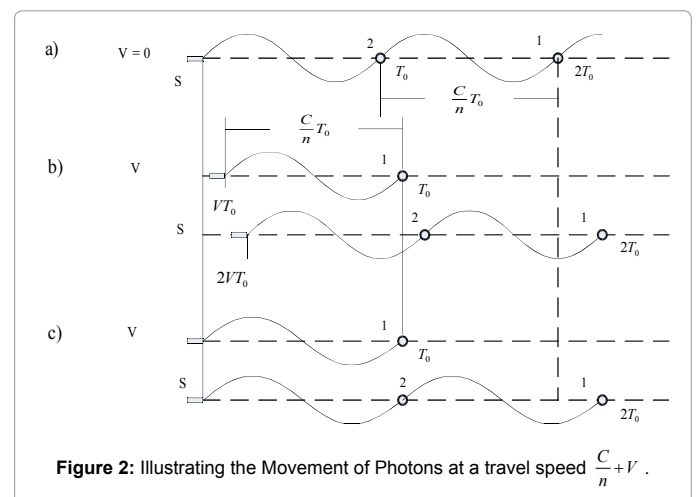 a) V = 0 2 1
S T₀ 2T₀
C/n T₀
C/n T₀
b) V 1
VT₀ T₀
S 2 1
2VT₀ 2T₀
c) V 1
T₀
S 2 1
2T₀
Figure 2: Illustrating the Movement of Photons at a travel speed C/n+V .